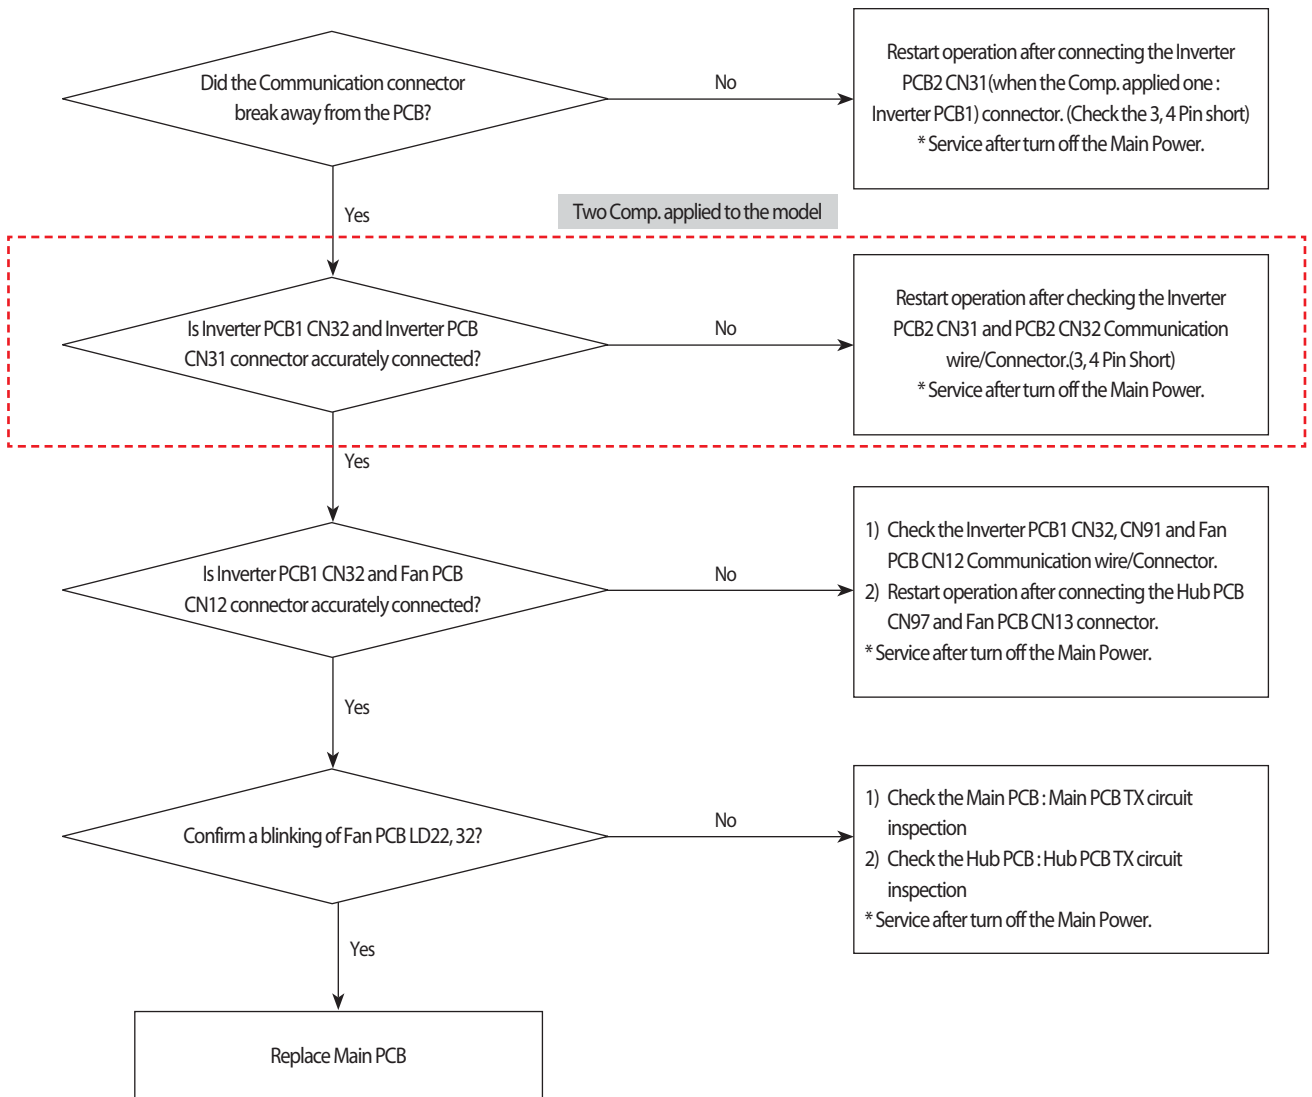 Did the Communication connector
break away from the PCB?
No
Restart operation after connecting the Inverter
PCB2 CN31(when the Comp. applied one :
Inverter PCB1) connector. (Check the 3, 4 Pin short)
* Service after turn off the Main Power.
Yes
Two Comp. applied to the model
Is Inverter PCB1 CN32 and Inverter PCB
CN31 connector accurately connected?
No
Restart operation after checking the Inverter
PCB2 CN31 and PCB2 CN32 Communication
wire/Connector.(3, 4 Pin Short)
* Service after turn off the Main Power.
Yes
Is Inverter PCB1 CN32 and Fan PCB
CN12 connector accurately connected?
No
1) Check the Inverter PCB1 CN32, CN91 and Fan
PCB CN12 Communication wire/Connector.
2) Restart operation after connecting the Hub PCB
CN97 and Fan PCB CN13 connector.
* Service after turn off the Main Power.
Yes
Confirm a blinking of Fan PCB LD22, 32?
No
1) Check the Main PCB : Main PCB TX circuit
inspection
2) Check the Hub PCB : Hub PCB TX circuit
inspection
* Service after turn off the Main Power.
Yes
Replace Main PCB